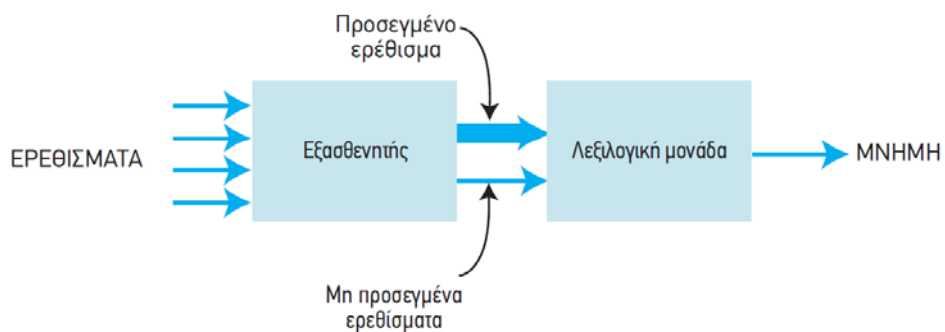 Προσεγμένο
ερέθισμα
ΕΡΕΘΙΣΜΑΤΑ
Εξασθενητής
Λεξιλογική μονάδα
ΜΝΗΜΗ
Μη προσεγμένα
ερεθίσματα